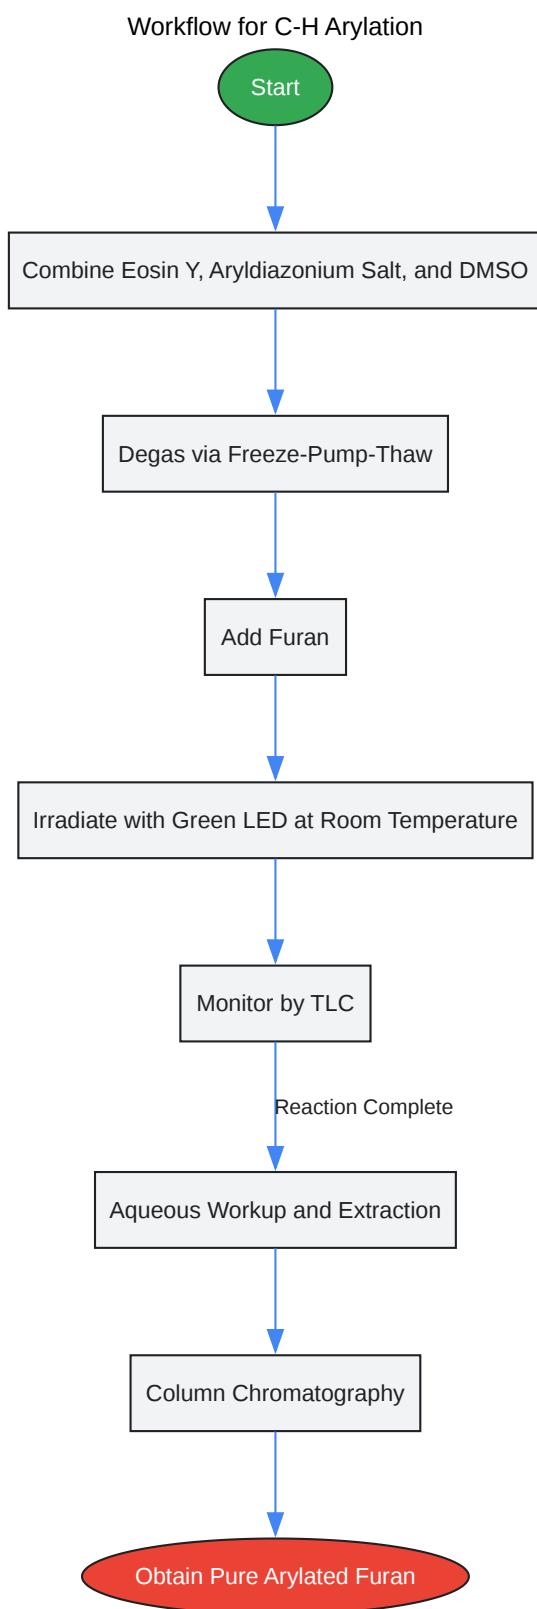 Workflow for C-H Arylation
Start
Combine Eosin Y, Aryldiazonium Salt, and DMSO
Degas via Freeze-Pump-Thaw
Add Furan
Irradiate with Green LED at Room Temperature
Monitor by TLC
Reaction Complete
Aqueous Workup and Extraction
Column Chromatography
Obtain Pure Arylated Furan